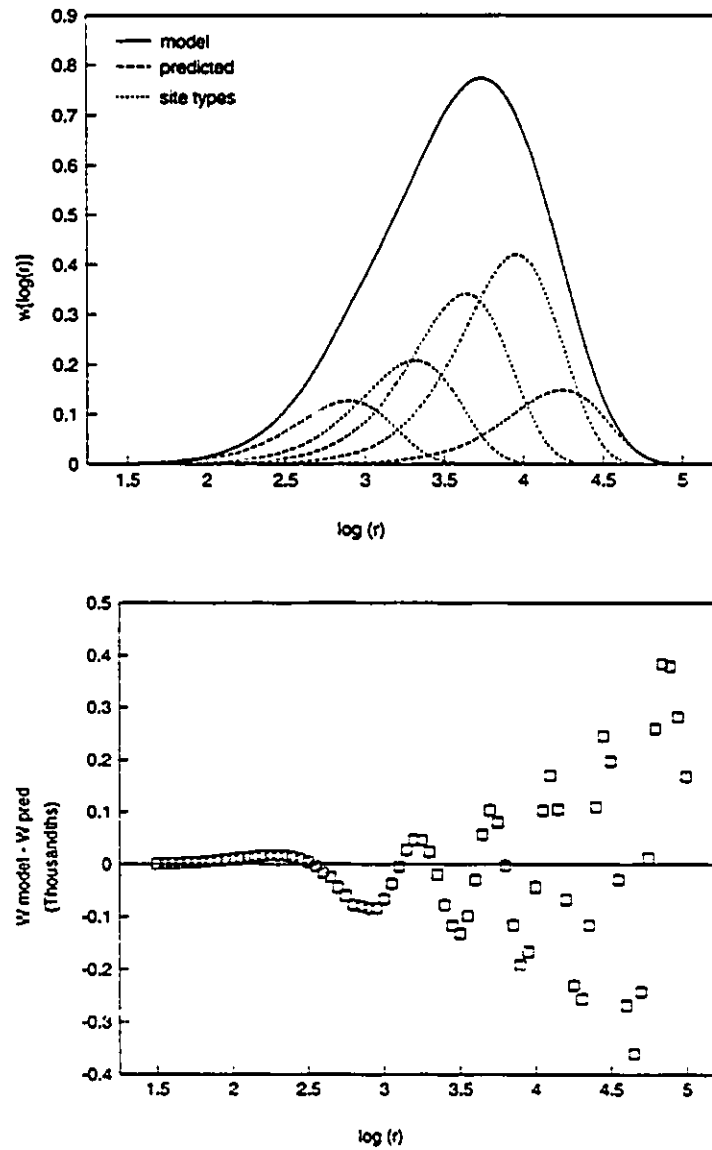 0.9
0.8
0.7
0.6
0.5
0.4
0.3
0.2
0.1
0
model
predicted
site types
w{log(r)]
1.5 2 2.5 3 3.5 4 4.5 5
log (r)
0.5
0.4
0.3
0.2
0.1
0
-0.1
-0.2
-0.3
-0.4
W model - W pred
(Thousandths)
1.5 2 2.5 3 3.5 4 4.5 5
log (r)